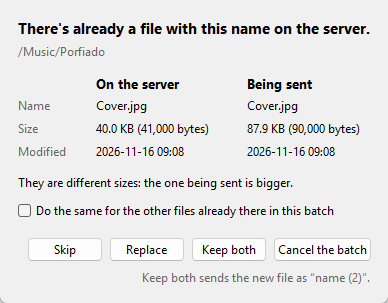 There's already a file with this name on the server.
/Music/Porfiado
On the server Being sent
Name Cover.jpg Cover.jpg
Size 40.0 KB (41,000 bytes) 87.9 KB (90,000 bytes)
Modified 2026-11-16 09:08 2026-11-16 09:08
They are different sizes: the one being sent is bigger.
Do the same for the other files already there in this batch
Skip Replace Keep both Cancel the batch
Keep both sends the new file as “name (2)”.